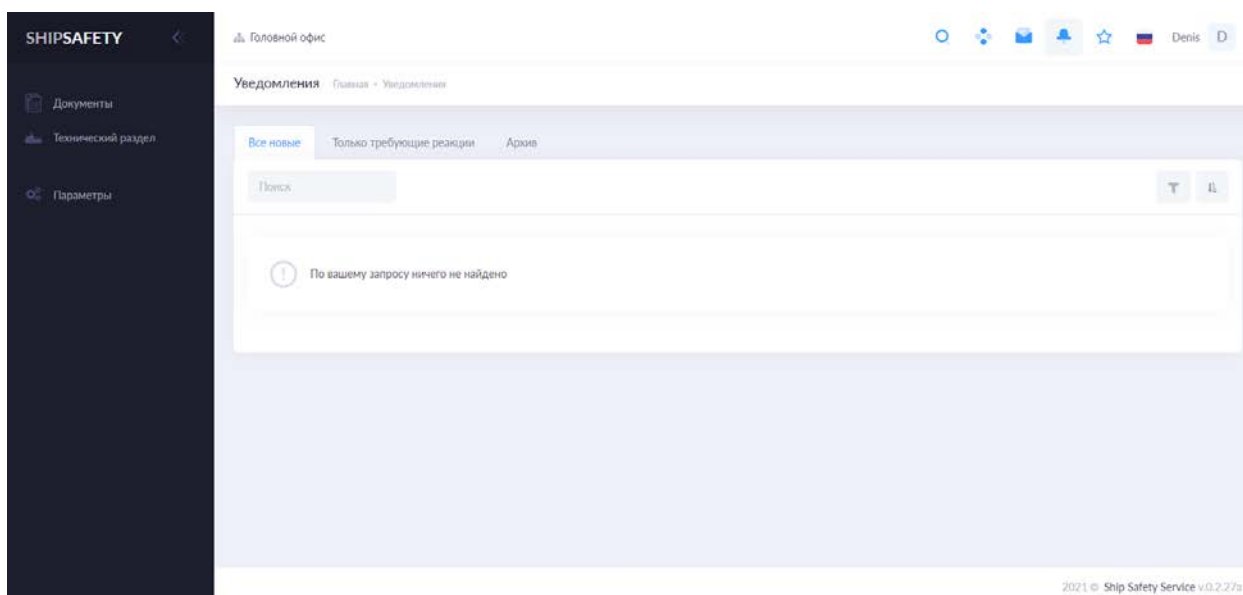 SHIPSAFETY
Головной офис
Denis D
Уведомления Главная • Уведомления
Документы
Технический раздел
Параметры
Все новые Только требующие реакции Архив
Поиск
По вашему запросу ничего не найдено
2021 © Ship Safety Service v.0.2.27a